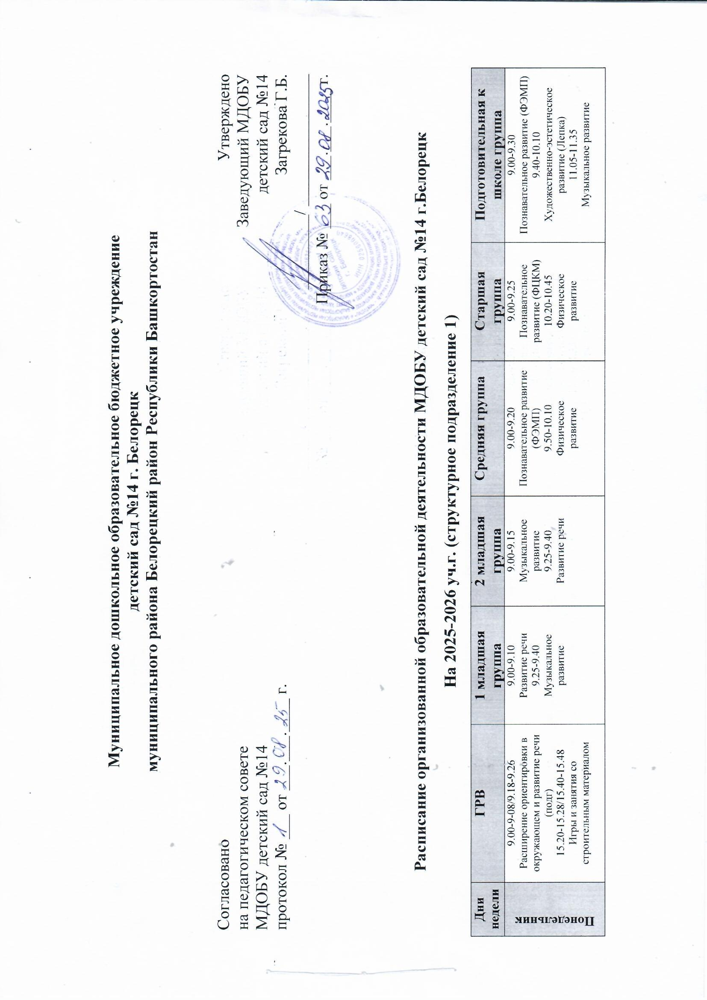 Муниципальное дошкольное образовательное бюджетное учреждение
детский сад №14 г. Белорецк
муниципального района Белорецкий район Республики Башкортостан
Согласовано
на педагогическом совете
МДОБУ детский сад №14
протокол № 1 от 29.08.25 г.
Утверждено
Заведующий МДОБУ
детский сад №14
Загрекова Г.Б.
/
Приказ № 63 от 29.08.2025г.
Расписание организованной образовательной деятельности МДОБУ детский сад №14 г.Белорецк
На 2025-2026 уч.г. (структурное подразделение 1)
Дни
недели
ГРВ
1 младшая
группа
2 младшая
группа
Средняя группа
Старшая
группа
Подготовительная к
школе группа
Понедельник
9.00-9-08/9.18-9.26
Расширение ориентировки в
окружающем и развитие речи
(подг)
15.20-15.28/15.40-15.48
Игры и занятия со
строительным материалом
9.00-9.10
Развитие речи
9.25-9.40
Музыкальное
развитие
9.00-9.15
Музыкальное
развитие
9.25-9.40
Развитие речи
9.00-9.20
Познавательное развитие
(ФЭМП)
9.50-10.10
Физическое
развитие
9.00-9.25
Познавательное
развитие (ФЦКМ)
10.20-10.45
Физическое
развитие
9.00-9.30
Познавательное развитие (ФЭМП)
9.40-10.10
Художественно-эстетическое
развитие (Лепка)
11.05-11.35
Музыкальное развитие